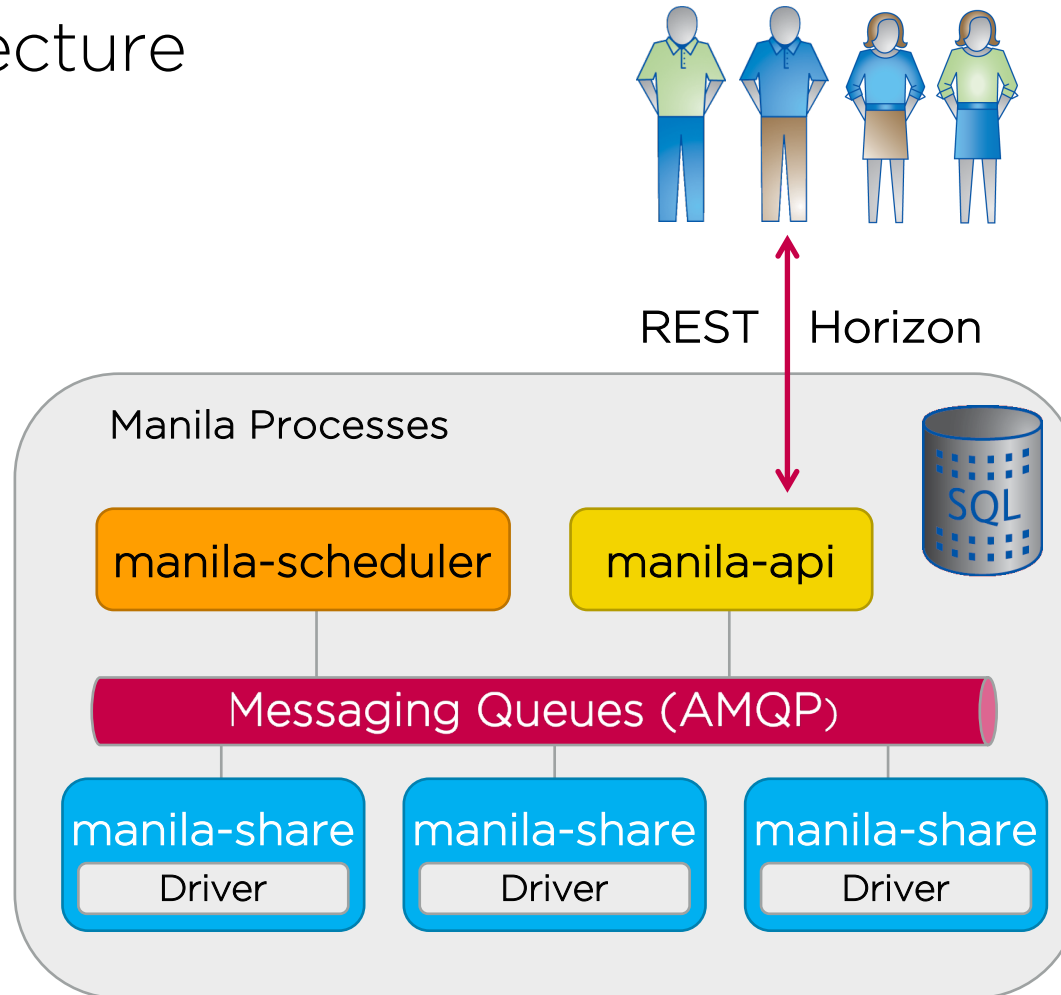 ecture
REST Horizon
Manila Processes
SQL
manila-scheduler
manila-api
Messaging Queues (AMQP)
manila-share
Driver
manila-share
Driver
manila-share
Driver